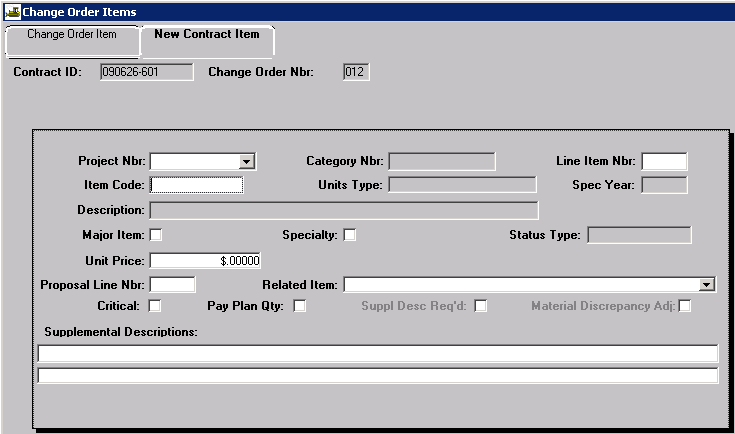 Change Order Items
Change Order Item New Contract Item
Contract ID: 090626-601 Change Order Nbr: 012
Project Nbr: Category Nbr: Line Item Nbr:
Item Code: Units Type: Spec Year:
Description:
Major Item: Specialty: Status Type:
Unit Price: $.00000
Proposal Line Nbr: Related Item:
Critical: Pay Plan Qty: Suppl Desc Req'd: Material Discrepancy Adj:
Supplemental Descriptions: